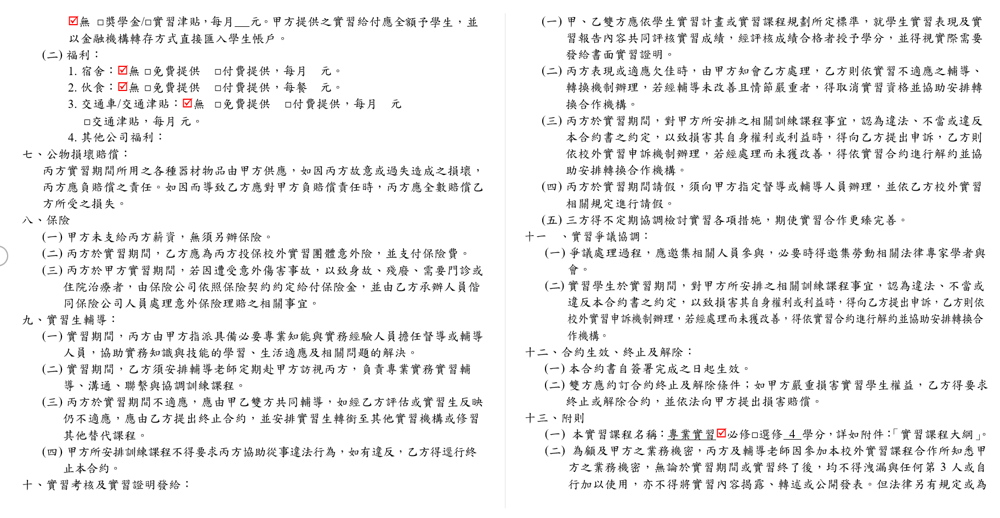 ☑無 □獎學金/□實習津貼，每月__元。甲方提供之實習給付應全額予學生，並
以金融機構轉存方式直接匯入學生帳戶。
(二) 福利：
1. 宿舍：☑無 □免費提供 □付費提供，每月 元。
2. 伙食：☑無 □免費提供 □付費提供，每餐 元。
3. 交通車/交通津貼：☑無 □免費提供 □付費提供，每月 元
□交通津貼，每月 元。
4. 其他公司福利：
七、公物損壞賠償：
丙方實習期間所用之各種器材物品由甲方供應，如因丙方故意或過失造成之損壞，
丙方應負賠償之責任。如因而導致乙方應對甲方負賠償責任時，丙方應全數賠償乙
方所受之損失。
八、保險
(一) 甲方未支給丙方薪資，無須另辦保險。
(二) 丙方於實習期間，乙方應為丙方投保校外實習團體意外險，並支付保險費。
(三) 丙方於甲方實習期間，若因遭受意外傷害事故，以致身故、殘廢、需要門診或
住院治療者，由保險公司依照保險契約約定給付保險金，並由乙方承辦人員偕
同保險公司人員處理意外保險理賠之相關事宜。
九、實習生輔導：
(一) 實習期間，丙方由甲方指派具備必要專業知能與實務經驗人員擔任督導或輔導
人員，協助實務知識與技能的學習、生活適應及相關問題的解決。
(二) 實習期間，乙方須安排輔導老師定期赴甲方訪視丙方，負責專業實務實習輔
導、溝通、聯繫與協調訓練課程。
(三) 丙方於實習期間不適應，應由甲乙雙方共同輔導，如經乙方評估或實習生反映
仍不適應，應由乙方提出終止合約，並安排實習生轉銜至其他實習機構或修習
其他替代課程。
(四) 甲方所安排訓練課程不得要求丙方協助從事違法行為，如有違反，乙方得逕行終
止本合約。
十、實習考核及實習證明發給：
(一) 甲、乙雙方應依學生實習計畫或實習課程規劃所定標準，就學生實習表現及實
習報告內容共同評核實習成績，經評核成績合格者授予學分，並得視實際需要
發給書面實習證明。
(二) 丙方表現或適應欠佳時，由甲方知會乙方處理，乙方則依實習不適應之輔導、
轉換機制辦理，若經輔導未改善且情節嚴重者，得取消實習資格並協助安排轉
換合作機構。
(三) 丙方於實習期間，對甲方所安排之相關訓練課程事宜，認為違法、不當或違反
本合約書之約定，以致損害其自身權利或利益時，得向乙方提出申訴，乙方則
依校外實習申訴機制辦理，若經處理而未獲改善，得依實習合約進行解約並協
助安排轉換合作機構。
(四) 丙方於實習期間請假，須向甲方指定督導或輔導人員辦理，並依乙方校外實習
相關規定進行請假。
(五) 三方得不定期協調檢討實習各項措施，期使實習合作更臻完善。
十一 、實習爭議協調：
(一) 爭議處理過程，應邀集相關人員參與，必要時得邀集勞動相關法律專家學者與
會。
(二) 實習學生於實習期間，對甲方所安排之相關訓練課程事宜，認為違法、不當或
違反本合約書之約定，以致損害其自身權利或利益時，得向乙方提出申訴，乙方則依
校外實習申訴機制辦理，若經處理而未獲改善，得依實習合約進行解約並協助安排轉換合
作機構。
十二、合約生效、終止及解除：
(一) 本合約書自簽署完成之日起生效。
(二) 雙方應約訂合約終止及解除條件；如甲方嚴重損害實習學生權益，乙方得要求
終止或解除合約，並依法向甲方提出損害賠償。
十三、附則
(一) 本實習課程名稱：專業實習☑必修□選修 4 學分，詳如附件：「實習課程大綱」。
(二) 為顧及甲方之業務機密，丙方及輔導老師因參加本校外實習課程合作所知悉甲
方之業務機密，無論於實習期間或實習終了後，均不得洩漏與任何第 3 人或自
行加以使用，亦不得將實習內容揭露、轉述或公開發表。但法律另有規定或為